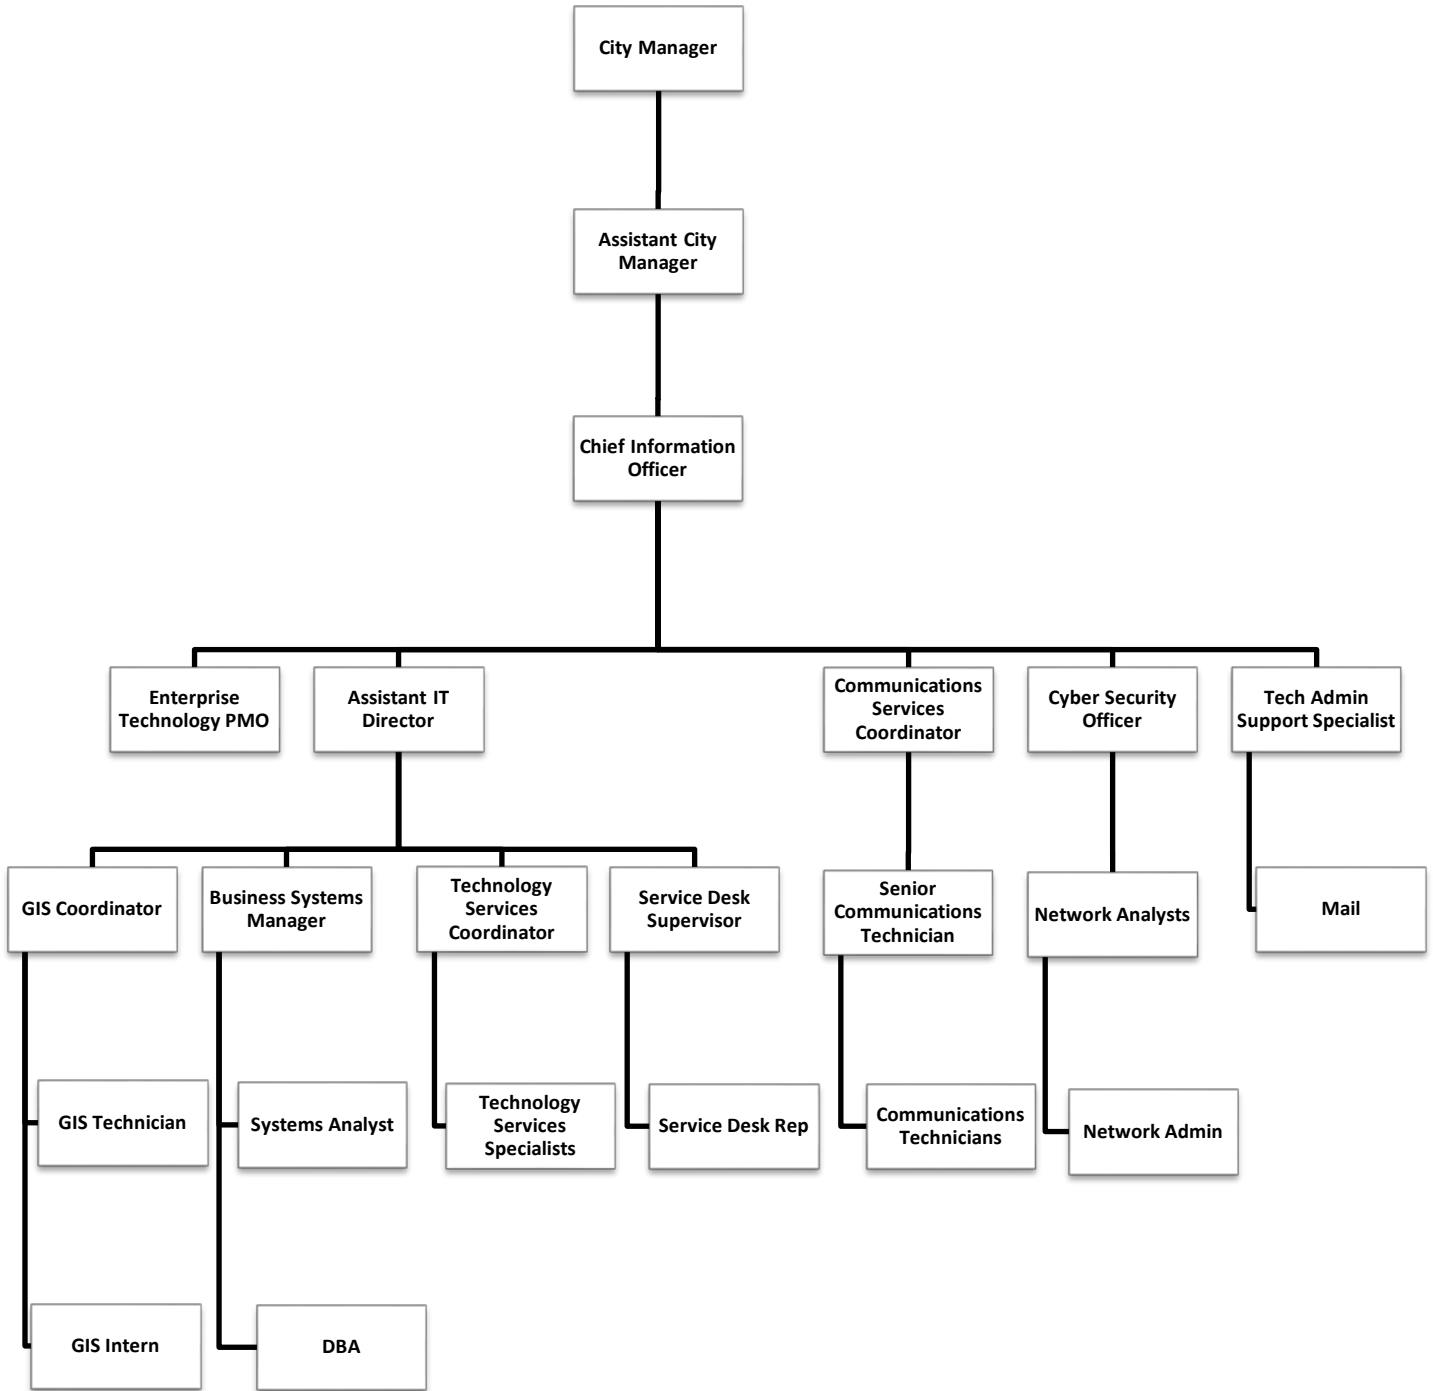 City Manager
Assistant City
Manager
Chief Information
Officer
Enterprise
Technology PMO
Assistant IT
Director
Communications
Services
Coordinator
Cyber Security
Officer
Tech Admin
Support Specialist
GIS Coordinator
Business Systems
Manager
Technology
Services
Coordinator
Service Desk
Supervisor
Senior
Communications
Technician
Network Analysts
Mail
GIS Technician
Systems Analyst
Technology
Services
Specialists
Service Desk Rep
Communications
Technicians
Network Admin
GIS Intern
DBA